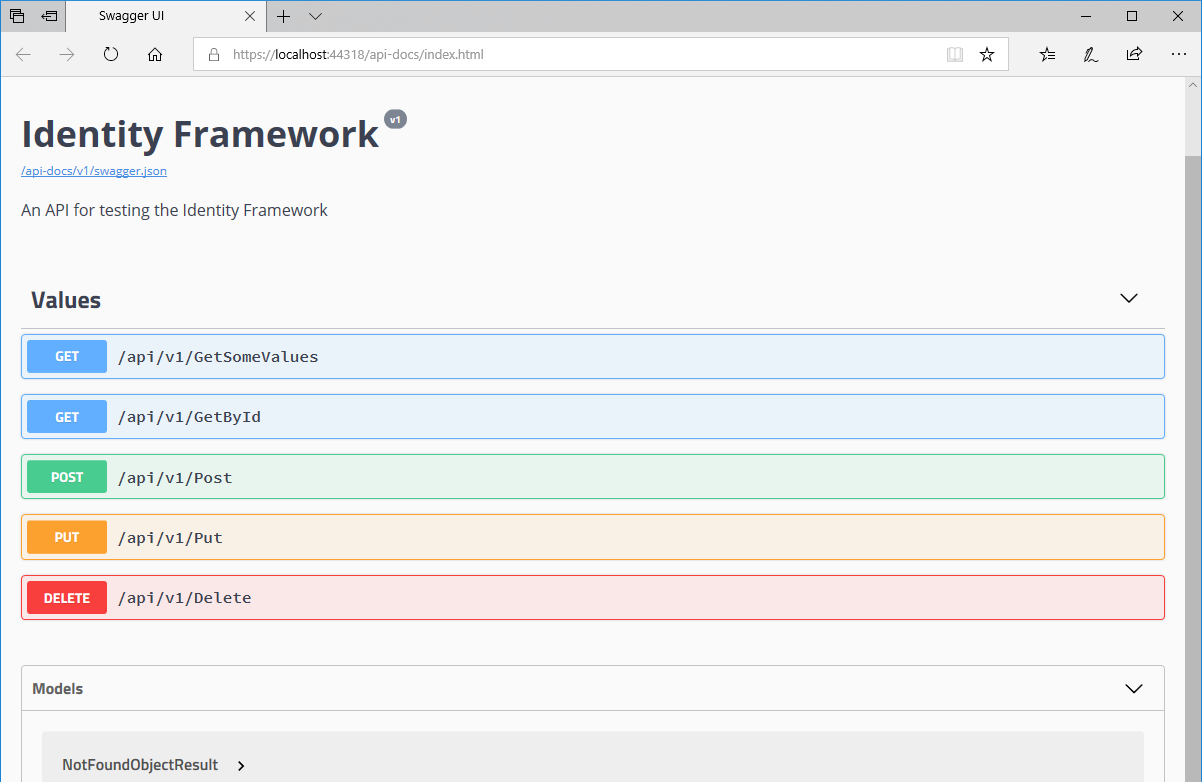 Swagger UI
https://localhost:44318/api-docs/index.html
Identity Framework v1
/api-docs/v1/swagger.json
An API for testing the Identity Framework
Values
GET /api/v1/GetSomeValues
GET /api/v1/GetById
POST /api/v1/Post
PUT /api/v1/Put
DELETE /api/v1/Delete
Models
NotFoundObjectResult